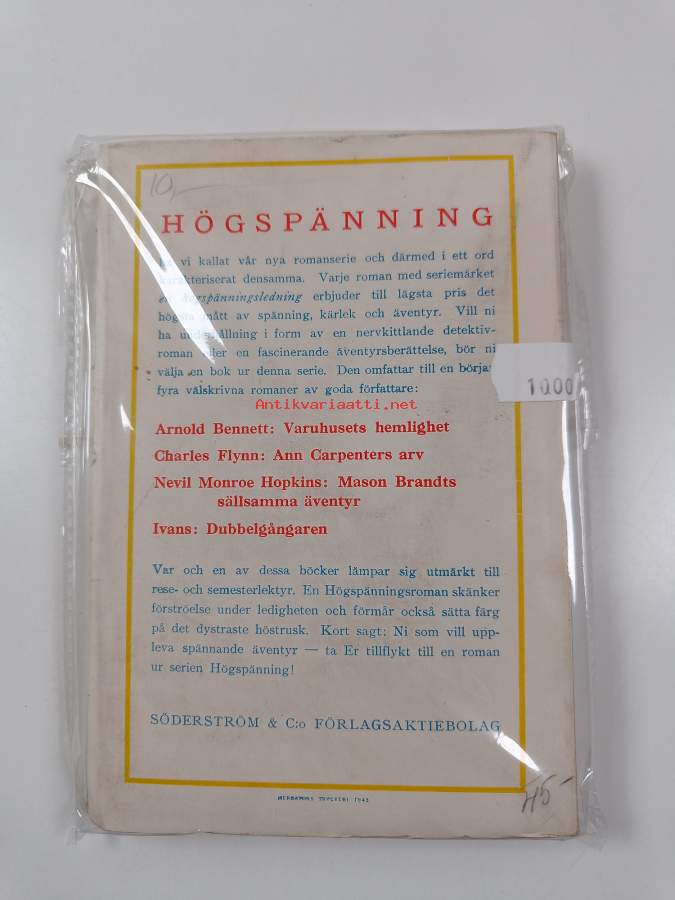 10,—
HÖGSPÄNNING
vi kallat vår nya romanserie och därmed i ett ord
karakteriserat densamma. Varje roman med seriemärket
en högspänningsledning erbjuder till lägsta pris det
högsta mått av spänning, kärlek och äventyr. Vill ni
ha underhållning i form av en nervkittlande detektiv-
roman eller en fascinerande äventyrsberättelse, bör ni
välja en bok ur denna serie. Den omfattar till en början
fyra välskrivna romaner av goda författare:
1000
Antikvariaatti.net
Arnold Bennett: Varuhusets hemlighet
Charles Flynn: Ann Carpenters arv
Nevil Monroe Hopkins: Mason Brandts
sällsamma äventyr
Ivans: Dubbelgångaren
Var och en av dessa böcker lämpar sig utmärkt till
rese- och semesterlektyr. En Högspänningsroman skänker
förströelse under ledigheten och förmår också sätta färg
på det dystraste höstrusk. Kort sagt: Ni som vill upp-
leva spännande äventyr — ta Er tillflykt till en roman
ur serien Högspänning!
SÖDERSTRÖM & C:o FÖRLAGSAKTIEBOLAG